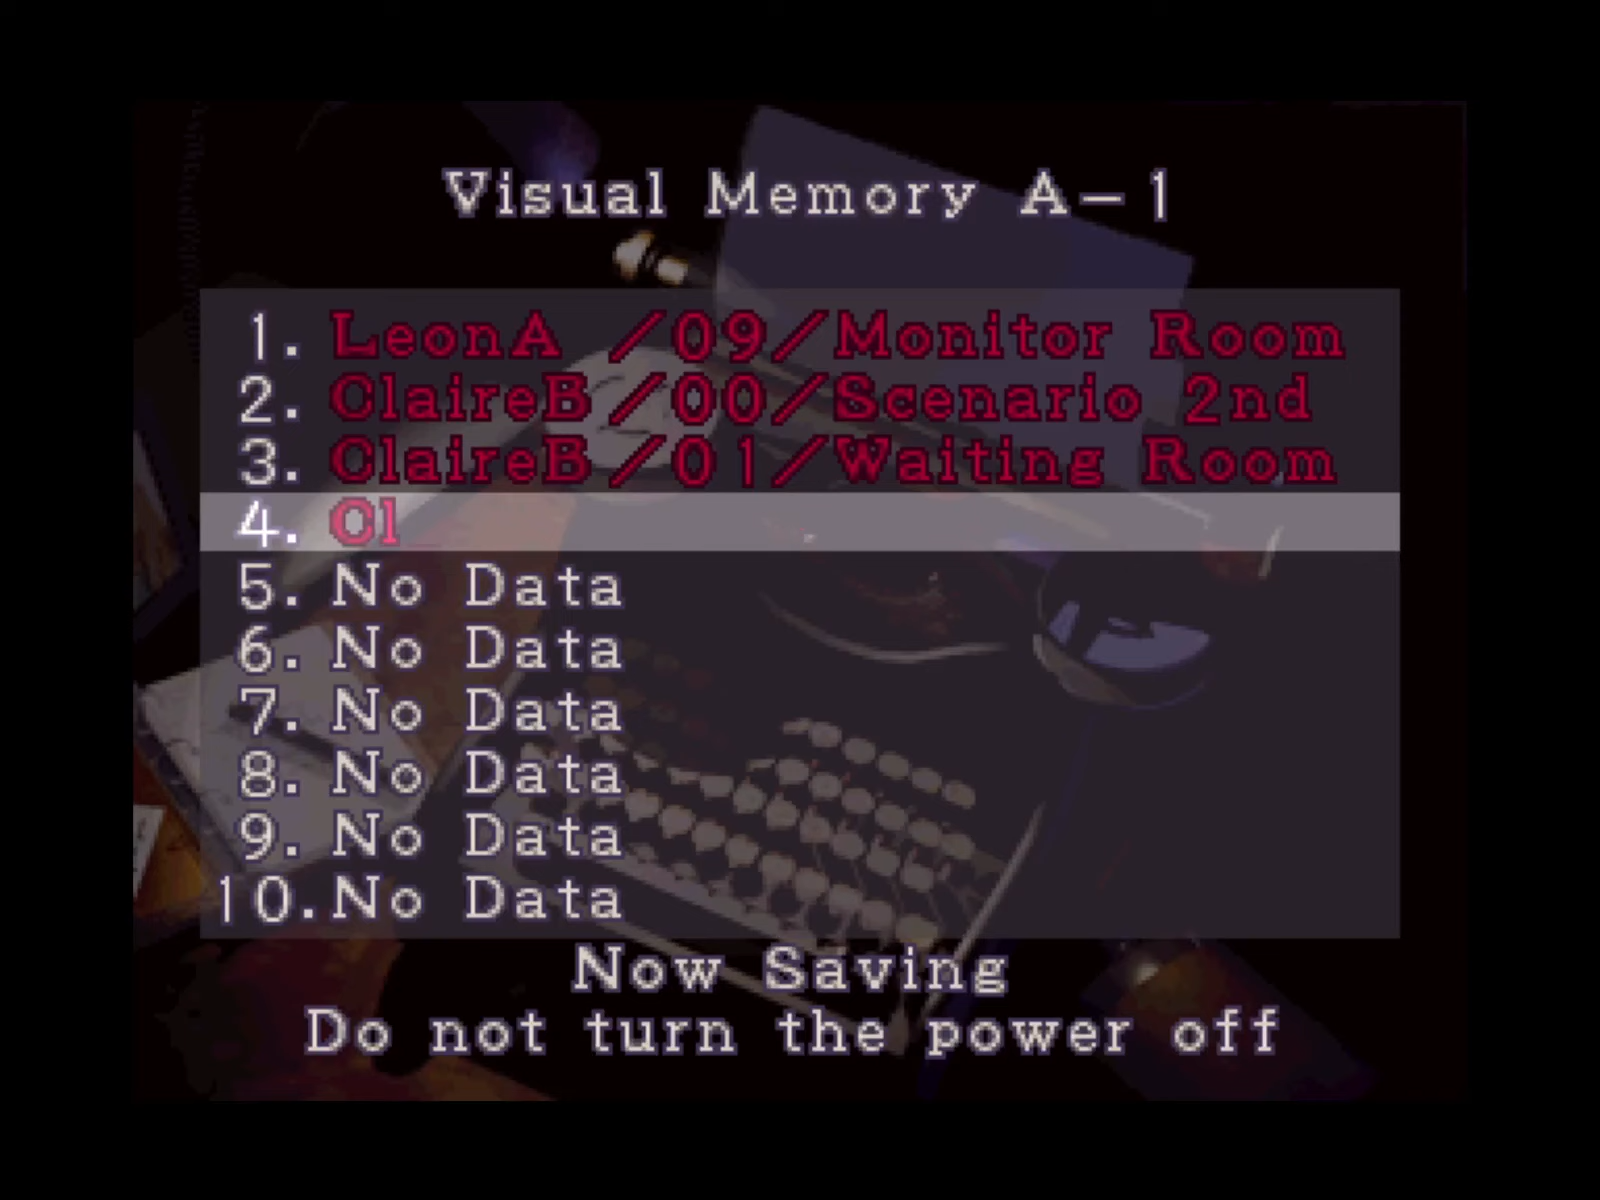 Visual Memory A-1
1. LeonA /09/Monitor Room
2. ClaireB/00/Scenario 2nd
3. ClaireB/01/Waiting Room
4. Cl_
5. No Data
6. No Data
7. No Data
8. No Data
9. No Data
10. No Data
Now Saving
Do not turn the power off